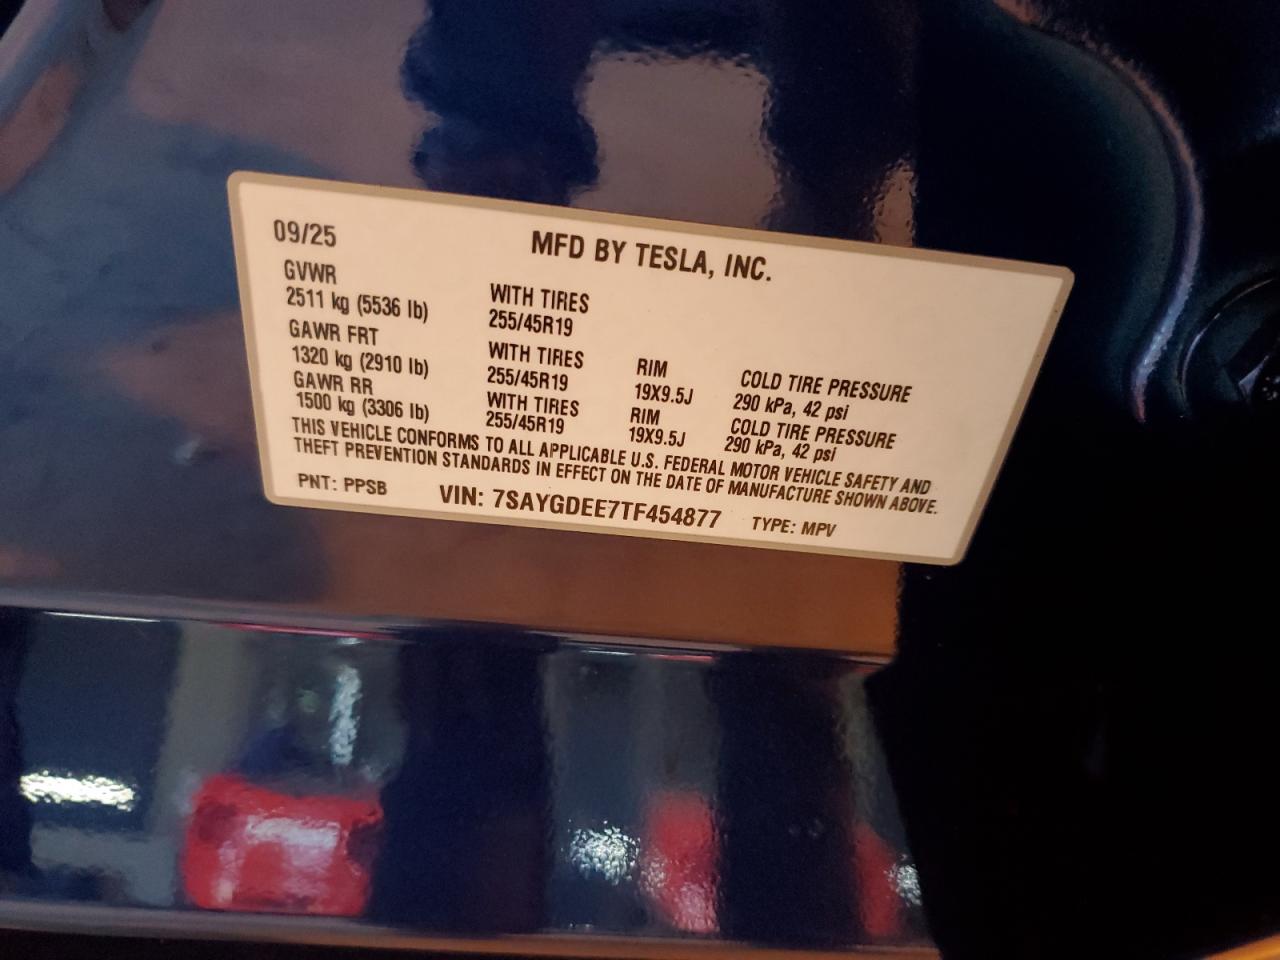 09/25 MFD BY TESLA, INC.
GVWR WITH TIRES
2511 kg (5536 lb) 255/45R19
GAWR FRT WITH TIRES RIM COLD TIRE PRESSURE
1320 kg (2910 lb) 255/45R19 19X9.5J 290 kPa, 42 psi
GAWR RR WITH TIRES RIM COLD TIRE PRESSURE
1500 kg (3306 lb) 255/45R19 19X9.5J 290 kPa, 42 psi
THIS VEHICLE CONFORMS TO ALL APPLICABLE U.S. FEDERAL MOTOR VEHICLE SAFETY AND
THEFT PREVENTION STANDARDS IN EFFECT ON THE DATE OF MANUFACTURE SHOWN ABOVE.
PNT: PPSB VIN: 7SAYGDEE7TF454877 TYPE: MPV